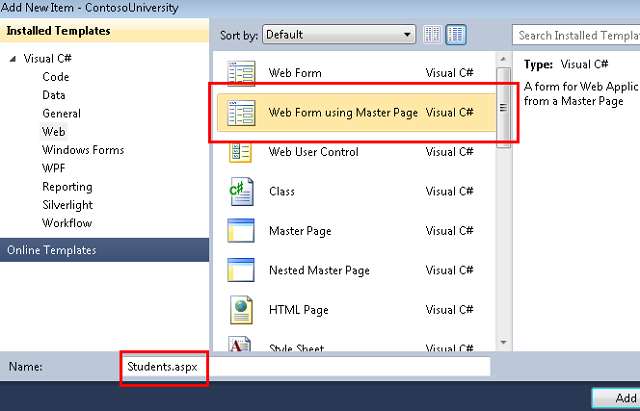 Add New Item - ContosoUniversity
Installed Templates
Sort by: Default
Search Installed Templa
Visual C#
Code
Data
General
Web
Windows Forms
WPF
Reporting
Silverlight
Workflow
Online Templates
Web Form Visual C#
Web Form using Master Page Visual C#
Web User Control Visual C#
Class Visual C#
Master Page Visual C#
Nested Master Page Visual C#
HTML Page Visual C#
Style Sheet Visual C#
Type: Visual C#
A form for Web Applic
from a Master Page
Name: Students.aspx
Add